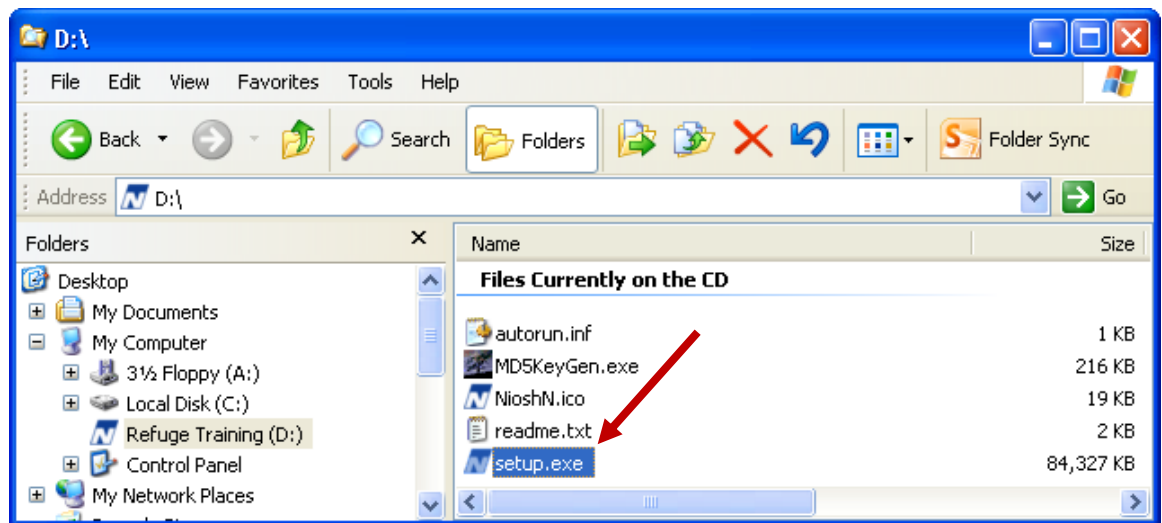 D:\
File Edit View Favorites Tools Help
Back Search Folders Folder Sync
Address D:\ Go
Folders x
Desktop
My Documents
My Computer
3½ Floppy (A:)
Local Disk (C:)
Refuge Training (D:)
Control Panel
My Network Places
Name Size
Files Currently on the CD
autorun.inf 1 KB
MD5KeyGen.exe 216 KB
NioshN.ico 19 KB
readme.txt 2 KB
setup.exe 84,327 KB